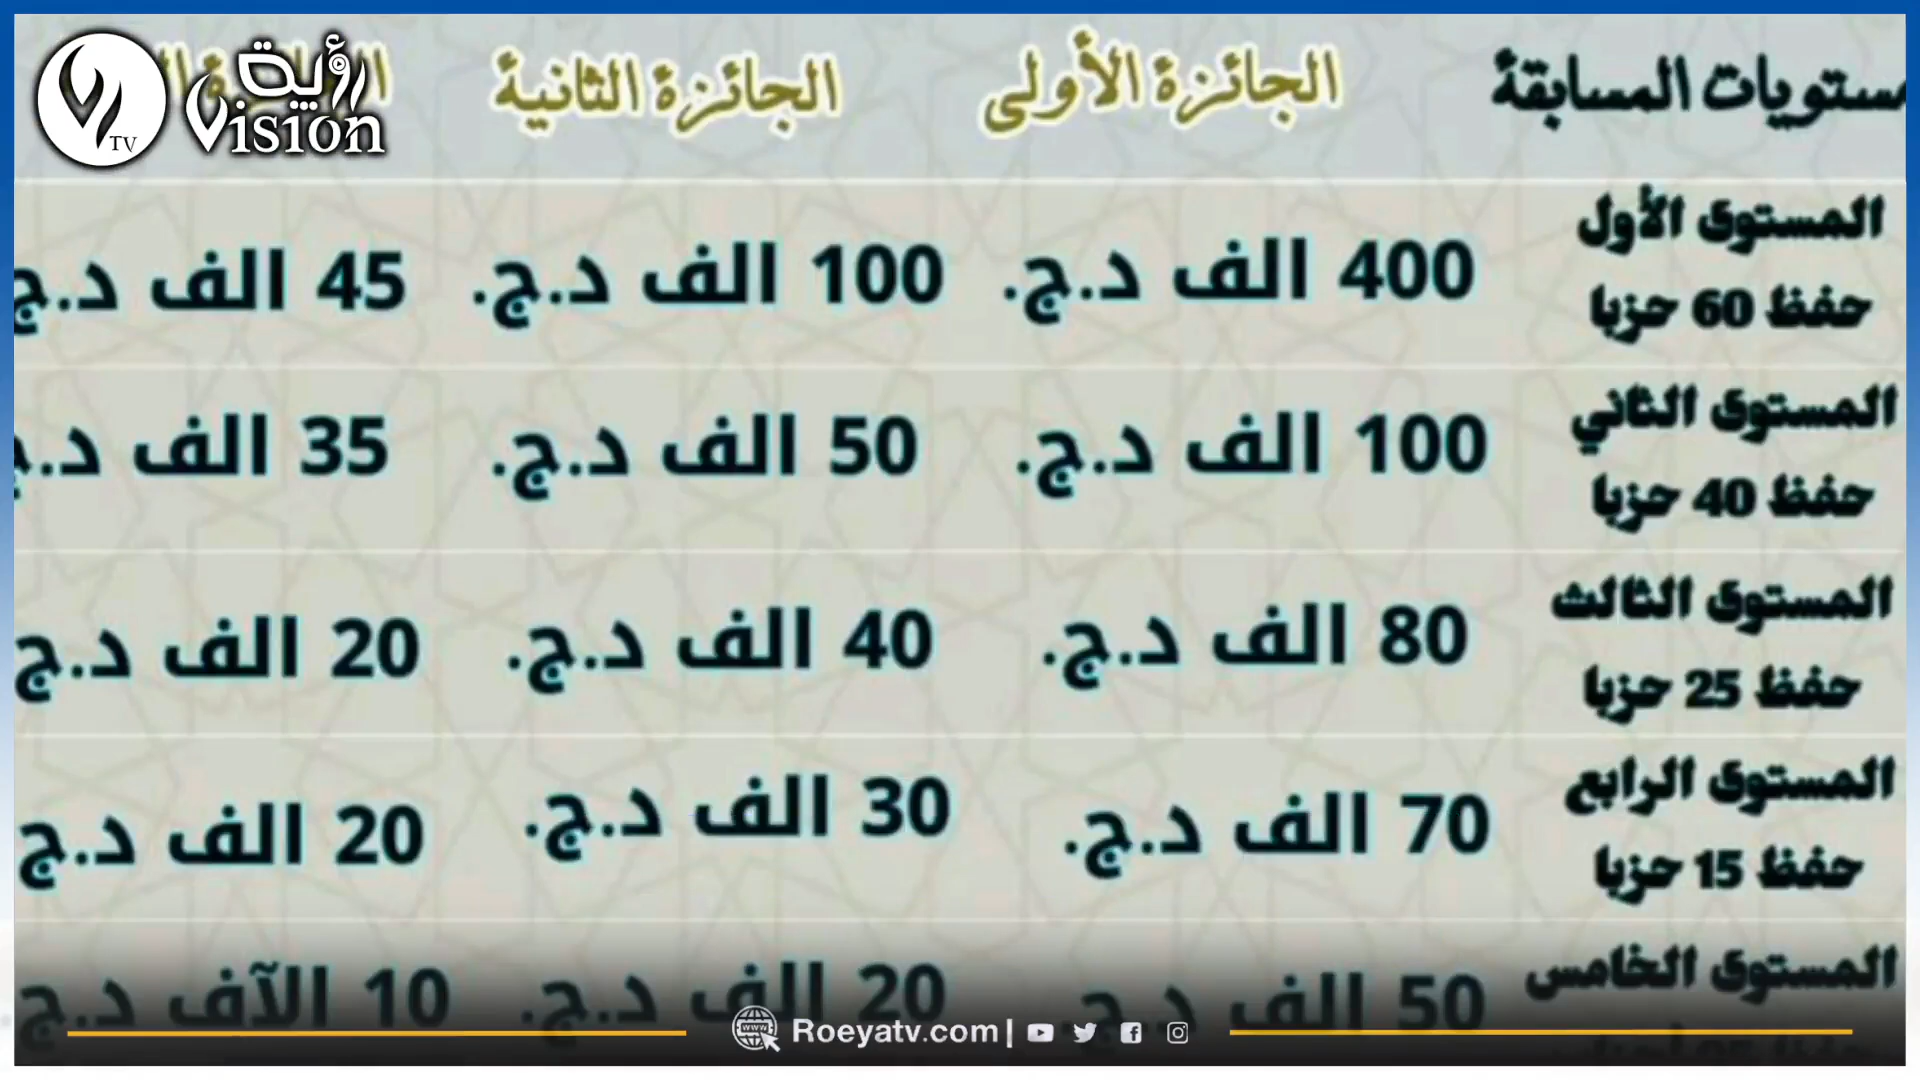 رؤية
Vision
TV
مستويات المسابقة الجائزة الأولى الجائزة الثانية
المستوى الأول
حفظ 60 حزبا
400 الف د.ج. 100 الف د.ج. 45 الف د.ج
المستوى الثاني
حفظ 40 حزبا
100 الف د.ج. 50 الف د.ج. 35 الف د.ج
المستوى الثالث
حفظ 25 حزبا
80 الف د.ج. 40 الف د.ج. 20 الف د.ج
المستوى الرابع
حفظ 15 حزبا
70 الف د.ج. 30 الف د.ج. 20 الف د.ج
المستوى الخامس
50 الف د.ج. 20 الف د.ج. 10 الآف د.ج
www
Roeyatv.com|